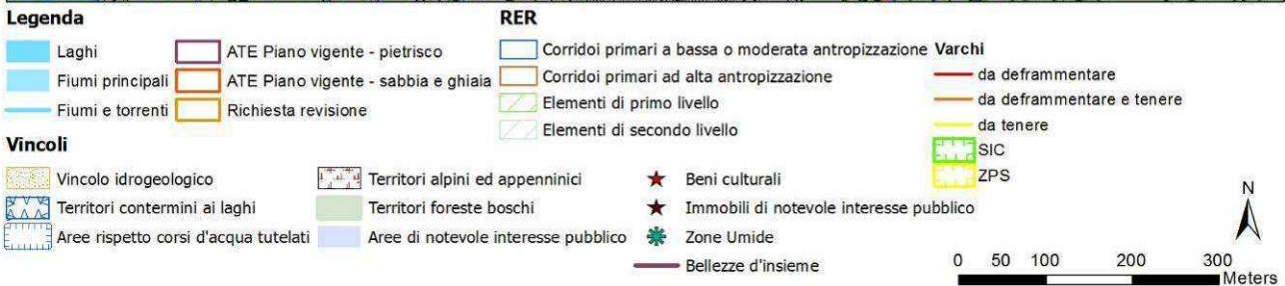 Legenda
Laghi
Fiumi principali
Fiumi e torrenti
ATE Piano vigente - pietrisco
ATE Piano vigente - sabbia e ghiaia
Richiesta revisione
RER
Corridoi primari a bassa o moderata antropizzazione
Corridoi primari ad alta antropizzazione
Elementi di primo livello
Elementi di secondo livello
Varchi
da deframmentare
da deframmentare e tenere
da tenere
SIC
ZPS
Vincoli
Vincolo idrogeologico
Territori contermini ai laghi
Aree rispetto corsi d'acqua tutelati
Territori alpini ed appenninici
Territori foreste boschi
Aree di notevole interesse pubblico
Beni culturali
Immobili di notevole interesse pubblico
Zone Umide
Bellezze d'insieme
N
0 50 100 200 300
Meters